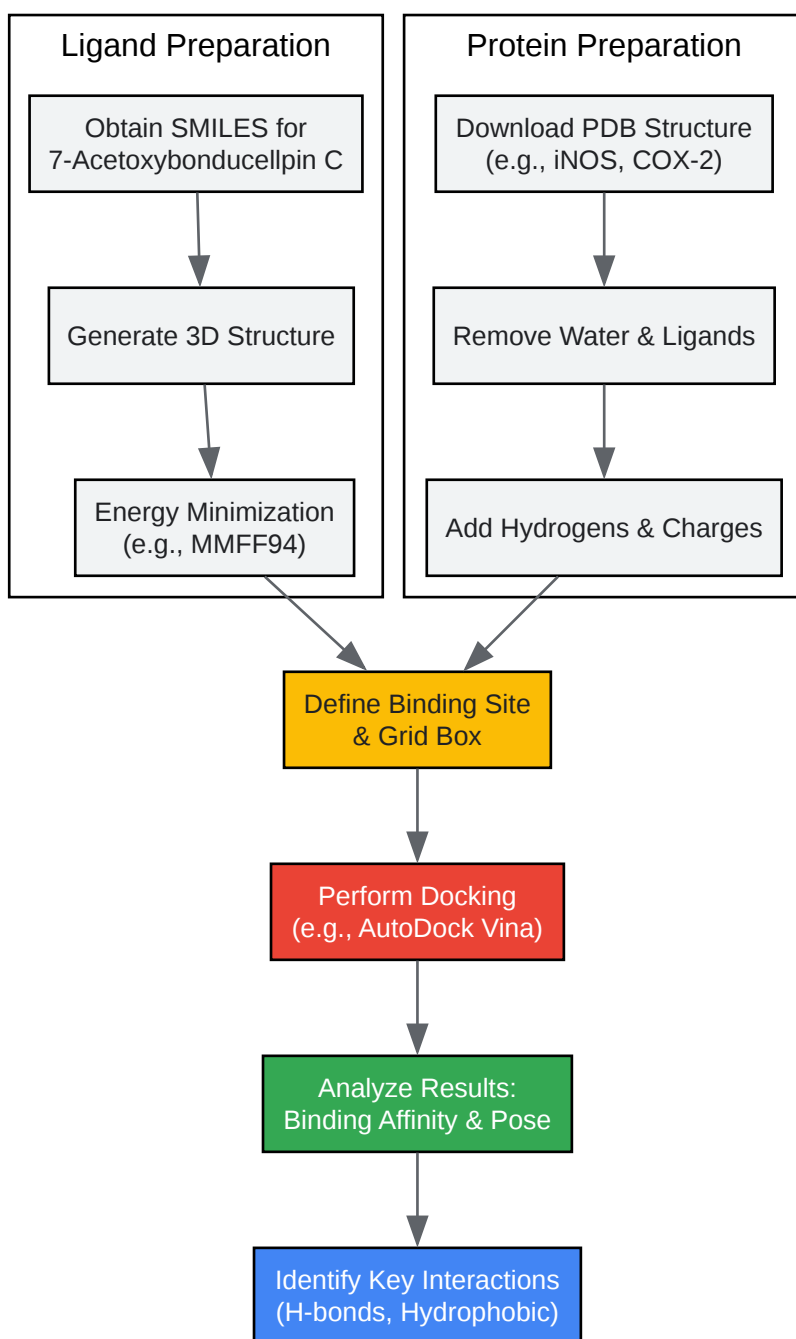 Ligand Preparation
Obtain SMILES for
7-Acetoxybonducellpin C
Generate 3D Structure
Energy Minimization
(e.g., MMFF94)
Protein Preparation
Download PDB Structure
(e.g., iNOS, COX-2)
Remove Water & Ligands
Add Hydrogens & Charges
Define Binding Site
& Grid Box
Perform Docking
(e.g., AutoDock Vina)
Analyze Results:
Binding Affinity & Pose
Identify Key Interactions
(H-bonds, Hydrophobic)